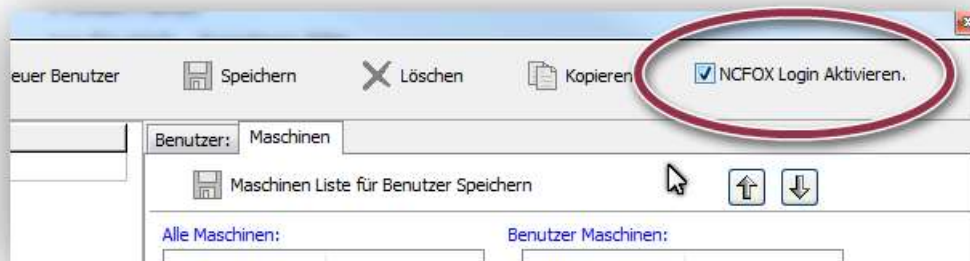 euer Benutzer Speichern Löschen Kopieren NCFOX Login Aktivieren.
Benutzer: Maschinen
Maschinen Liste für Benutzer Speichern
Alle Maschinen: Benutzer Maschinen: